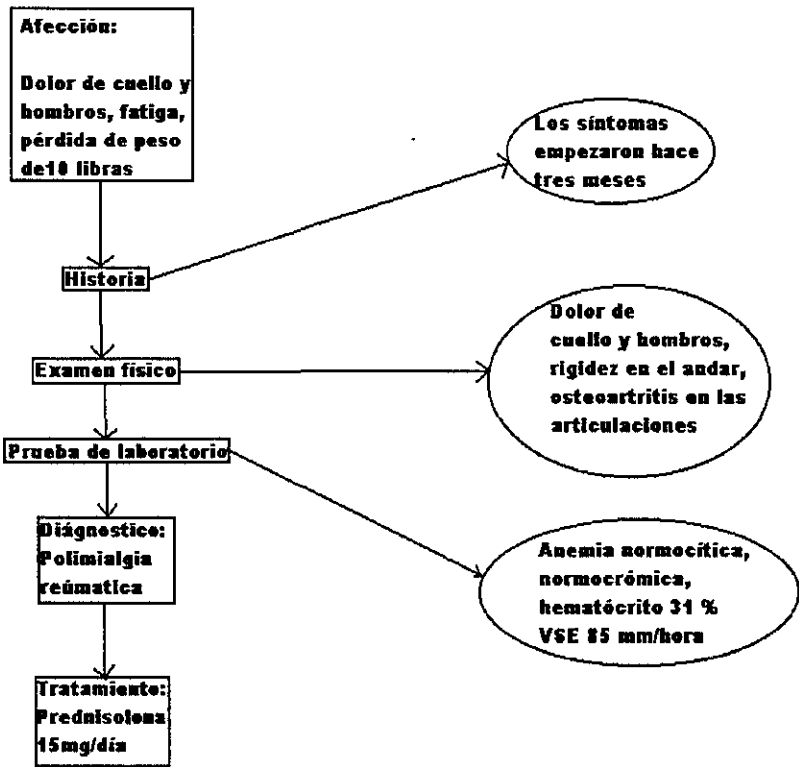 Afección:
Dolor de cuello y
hombros, fatiga,
pérdida de peso
de10 libras
Los síntomas
empezaron hace
tres meses
Historia
Dolor de
cuello y hombros,
rigidez en el andar,
osteoartritis en las
articulaciones
Examen físico
Prueba de laboratorio
Diágnostico:
Polimialgia
reúmatica
Anemia normocítica,
normocrómica,
hematócrito 31 %
VSE 85 mm/hora
Tratamiento:
Prednisolona
15mg/día